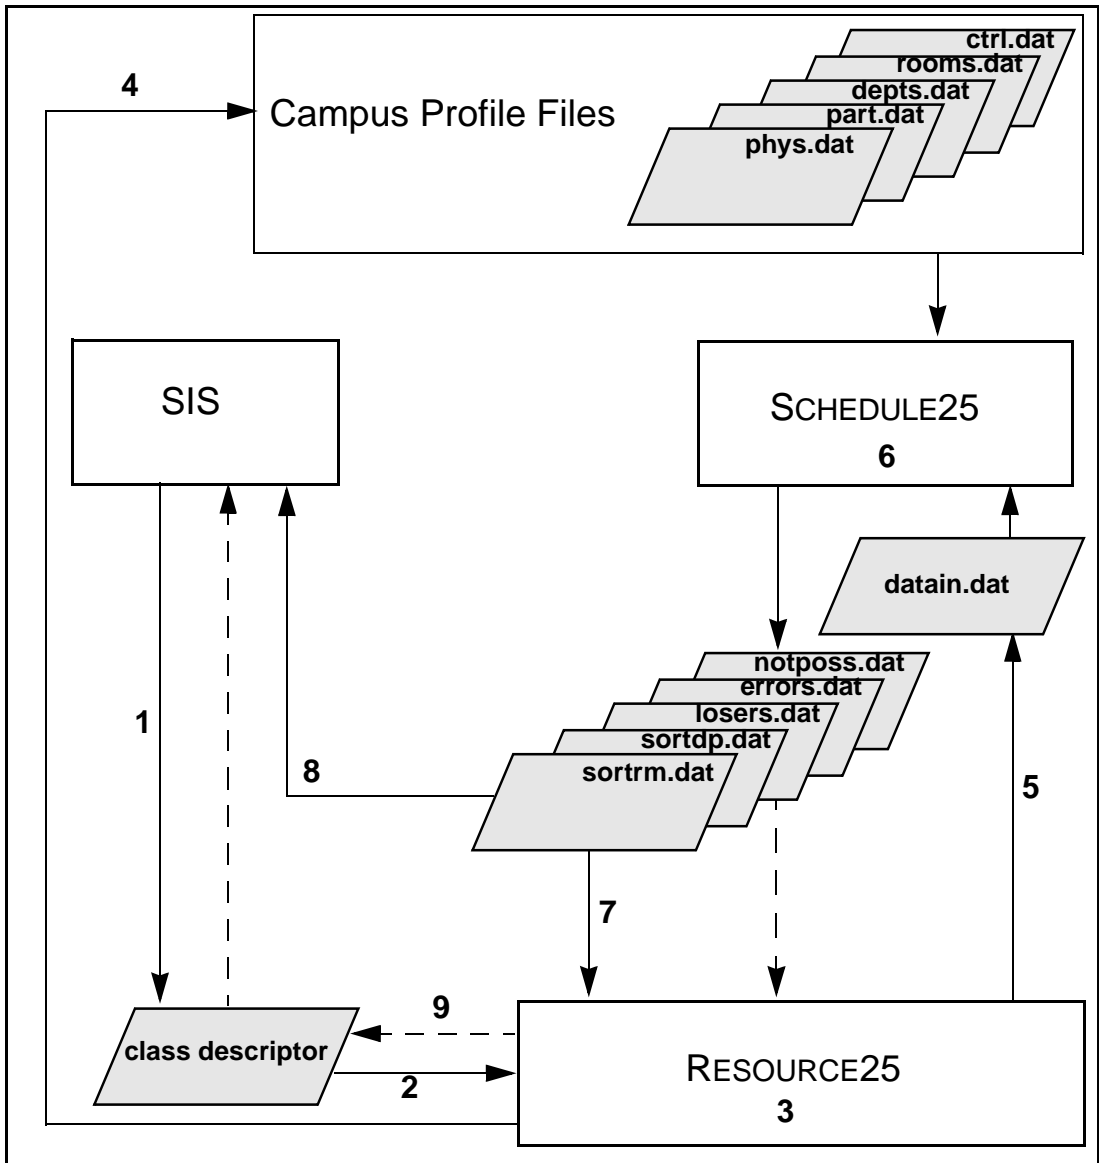 ctrl.dat
rooms.dat
4
depts.dat
Campus Profile Files
part.dat
phys.dat
SIS
SCHEDULE25
6
datain.dat
notposs.dat
errors.dat
losers.dat
1
sortdp.dat
8
sortrm.dat
5
7
9
class descriptor
RESOURCE25
2
3